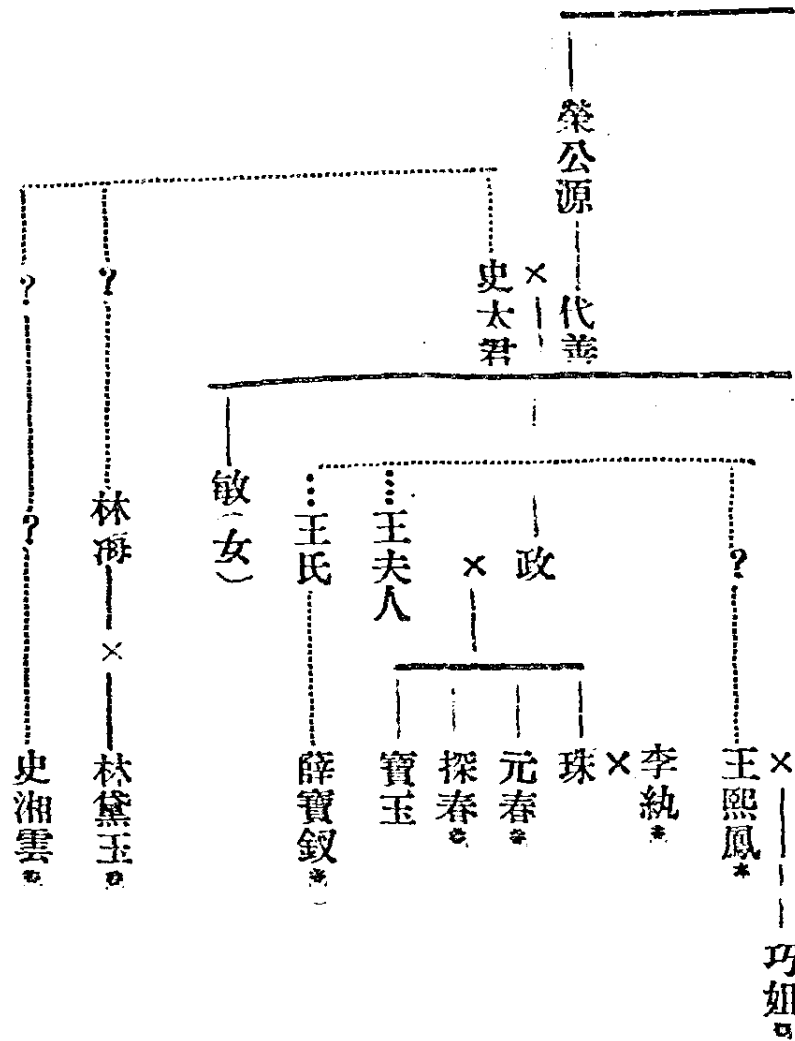 榮公源
代善
×
史太君
?
?
敏(女)
王氏
王夫人
×
政
?
林海
×
?
史湘雲*
林黛玉*
薛寶釵*
寶玉
探春*
元春*
珠
×
李紈*
王熙鳳*
×
巧姐*